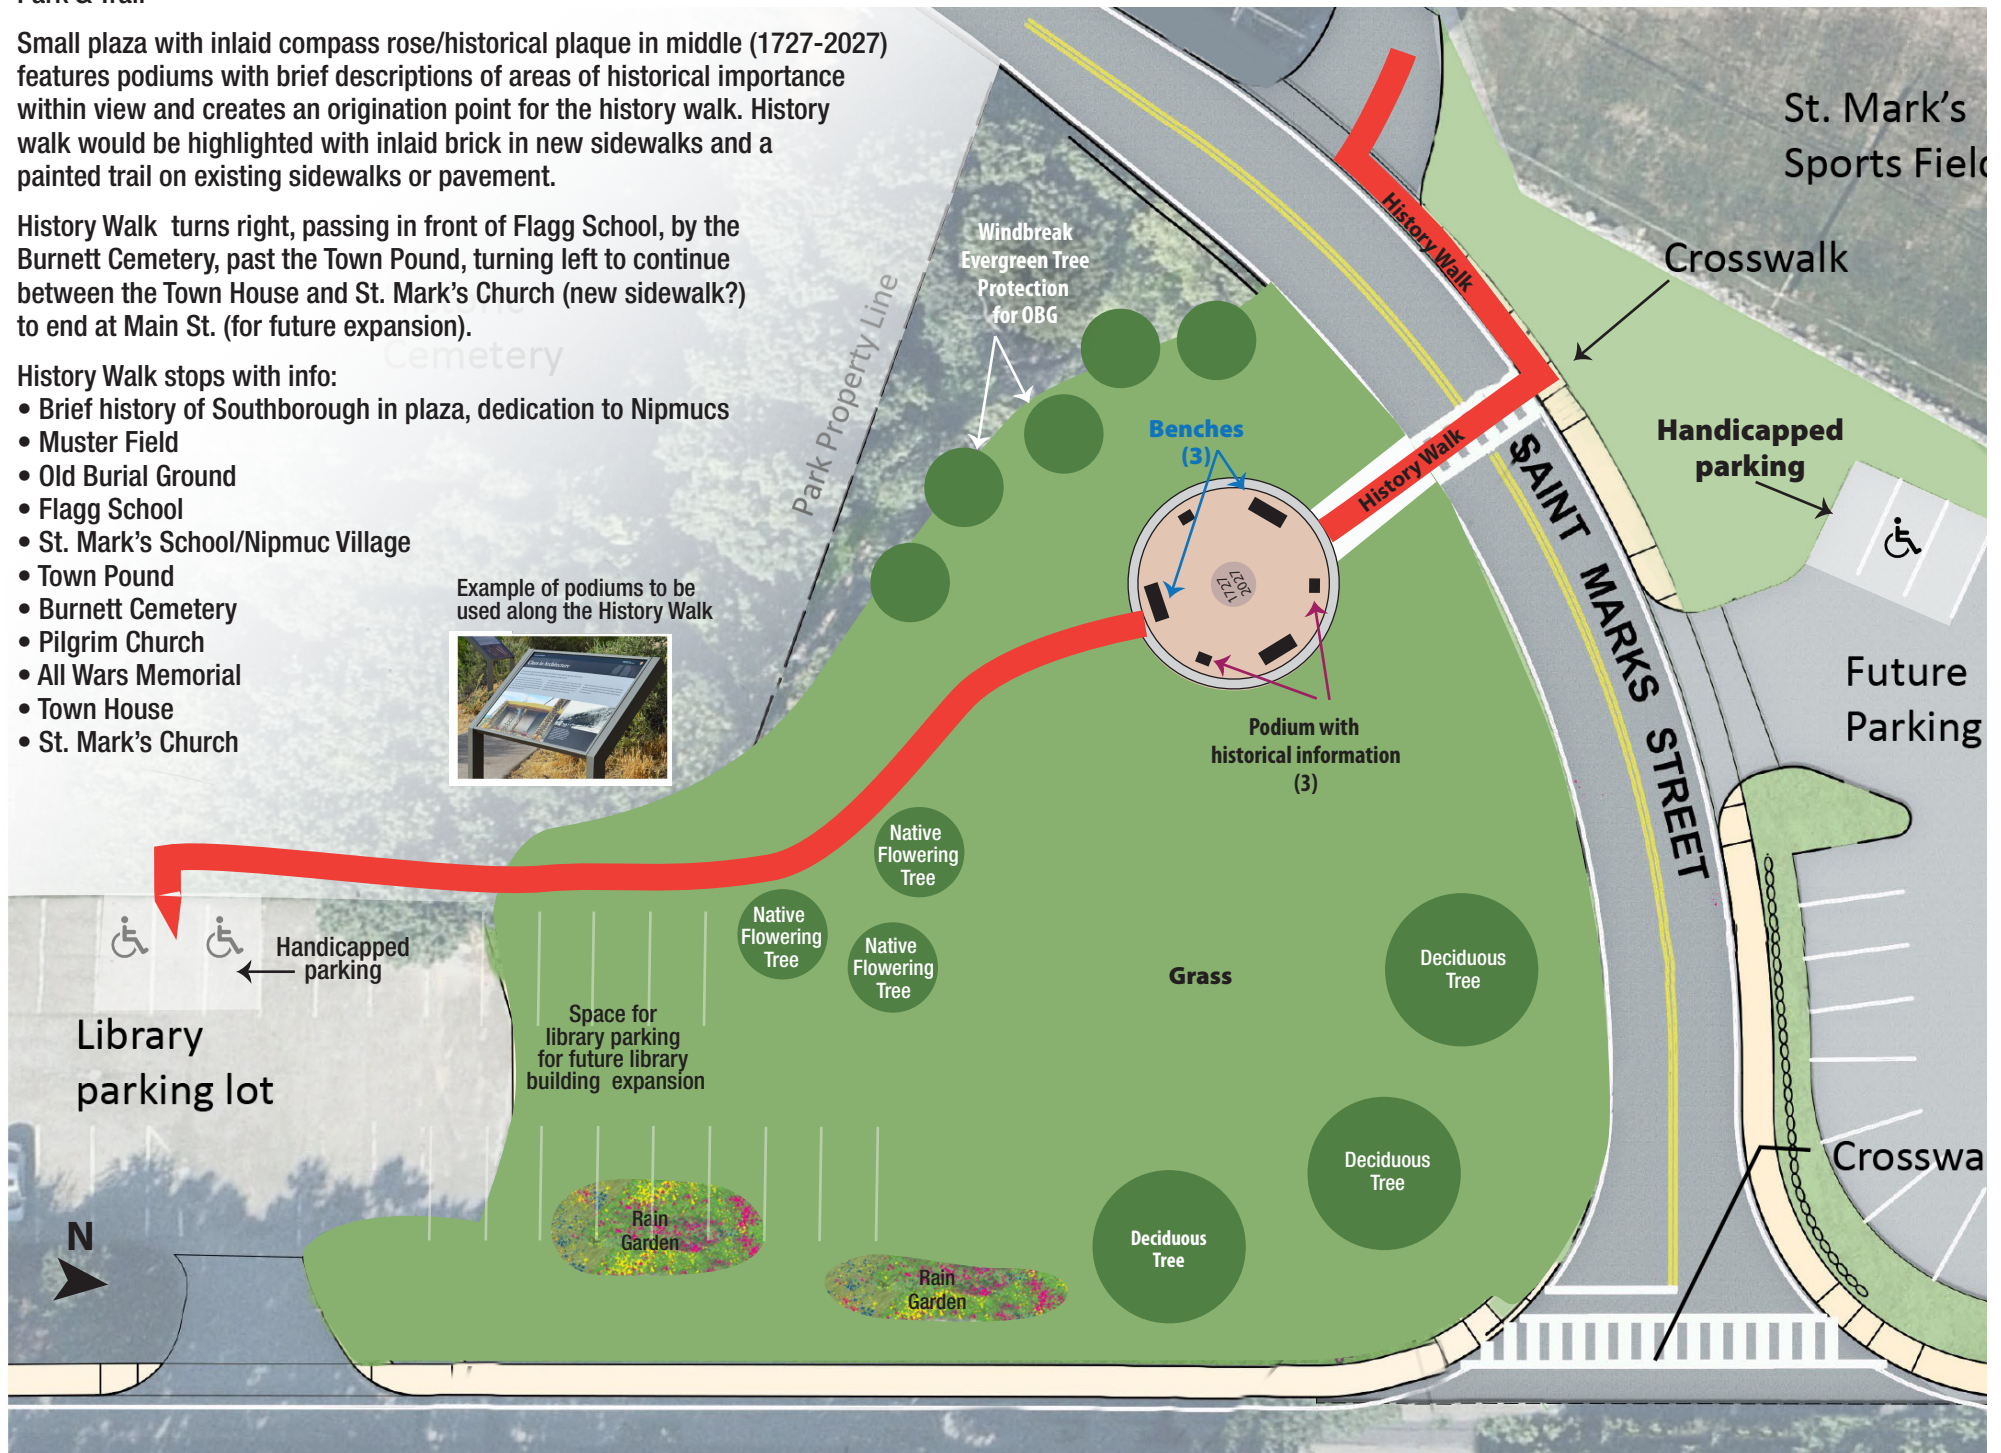 Park & Trail
Small plaza with inlaid compass rose/historical plaque in middle (1727-2027)
features podiums with brief descriptions of areas of historical importance
within view and creates an origination point for the history walk. History
walk would be highlighted with inlaid brick in new sidewalks and a
painted trail on existing sidewalks or pavement.
History Walk  turns right, passing in front of Flagg School, by the
Burnett Cemetery, past the Town Pound, turning left to continue
between the Town House and St. Mark's Church (new sidewalk?)
to end at Main St. (for future expansion).
Historic
Cemetery
History Walk stops with info:
• Brief history of Southborough in plaza, dedication to Nipmucs
• Muster Field
• Old Burial Ground
• Flagg School
• St. Mark's School/Nipmuc Village
• Town Pound
• Burnett Cemetery
• Pilgrim Church
• All Wars Memorial
• Town House
• St. Mark's Church
Example of podiums to be
used along the History Walk
Park Property Line
Windbreak
Evergreen Tree
Protection
for OBG
Benches
(3)
1727
2027
Podium with
historical information
(3)
History Walk
History Walk
St. Mark's
Sports Field
Crosswalk
Handicapped
parking
SAINT MARKS STREET
Future
Parking
Native
Flowering
Tree
Native
Flowering
Tree
Native
Flowering
Tree
Handicapped
parking
Library
parking lot
Space for
library parking
for future library
building  expansion
Grass
Deciduous
Tree
Deciduous
Tree
Deciduous
Tree
Rain
Garden
Rain
Garden
Crosswa
N